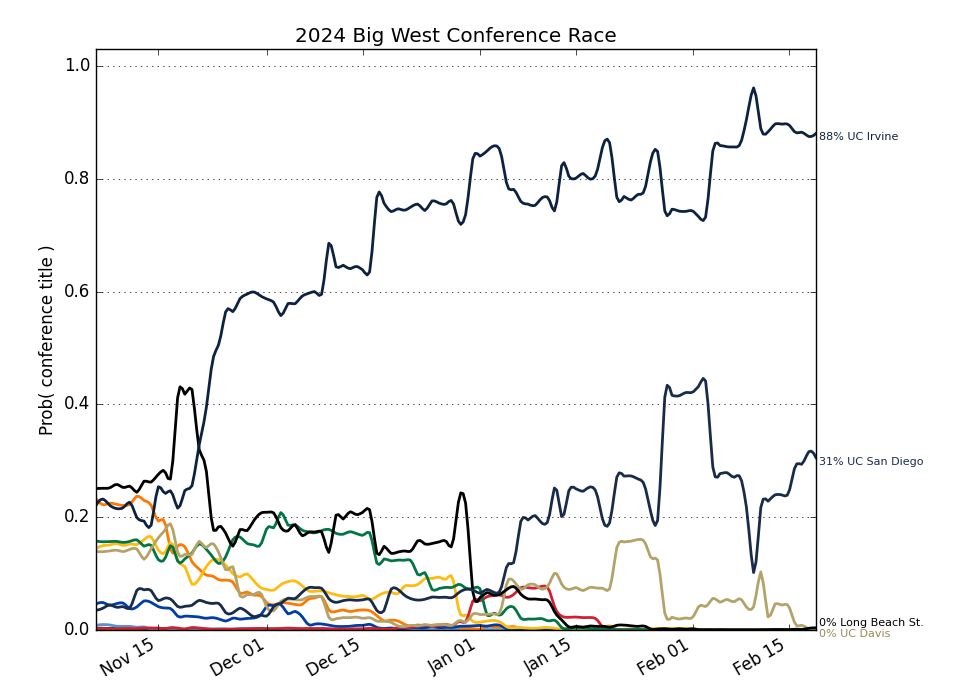 2024 Big West Conference Race
Prob( conference title )
1.0
0.8
0.6
0.4
0.2
0.0
88% UC Irvine
31% UC San Diego
0% Long Beach St.
0% UC Davis
Nov 15
Dec 01
Dec 15
Jan 01
Jan 15
Feb 01
Feb 15